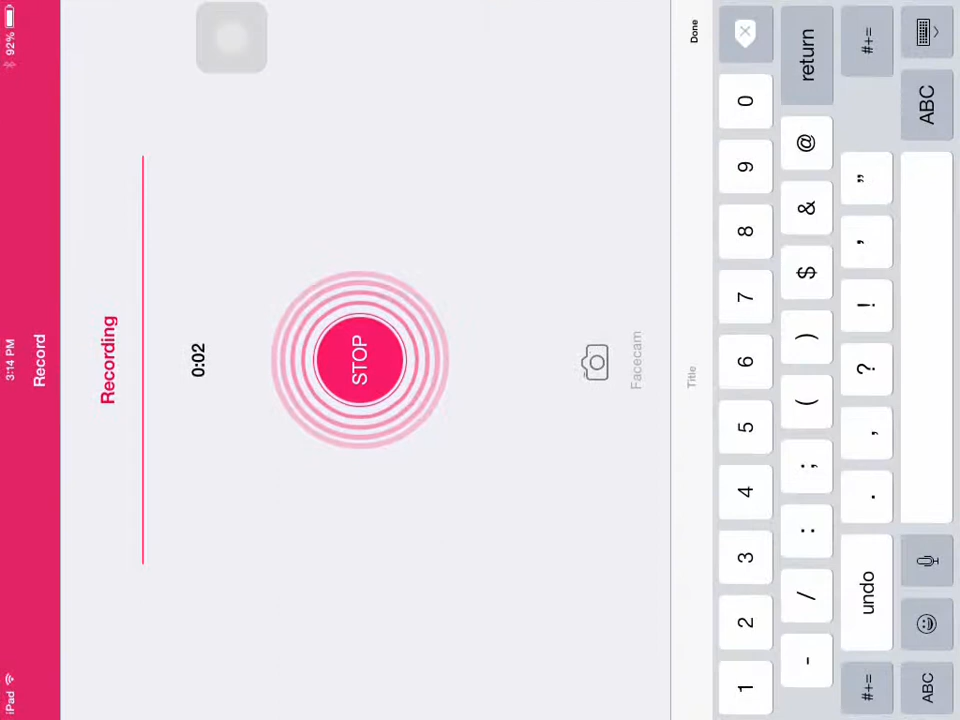 iPad 3:14 PM 92%
Record
Recording
0:02
STOP
Facecam
Title Done
1 2 3 4 5 6 7 8 9 0
- / : ; ( ) $ & @ return
#+= undo . , ? ! ' " #+=
ABC ABC